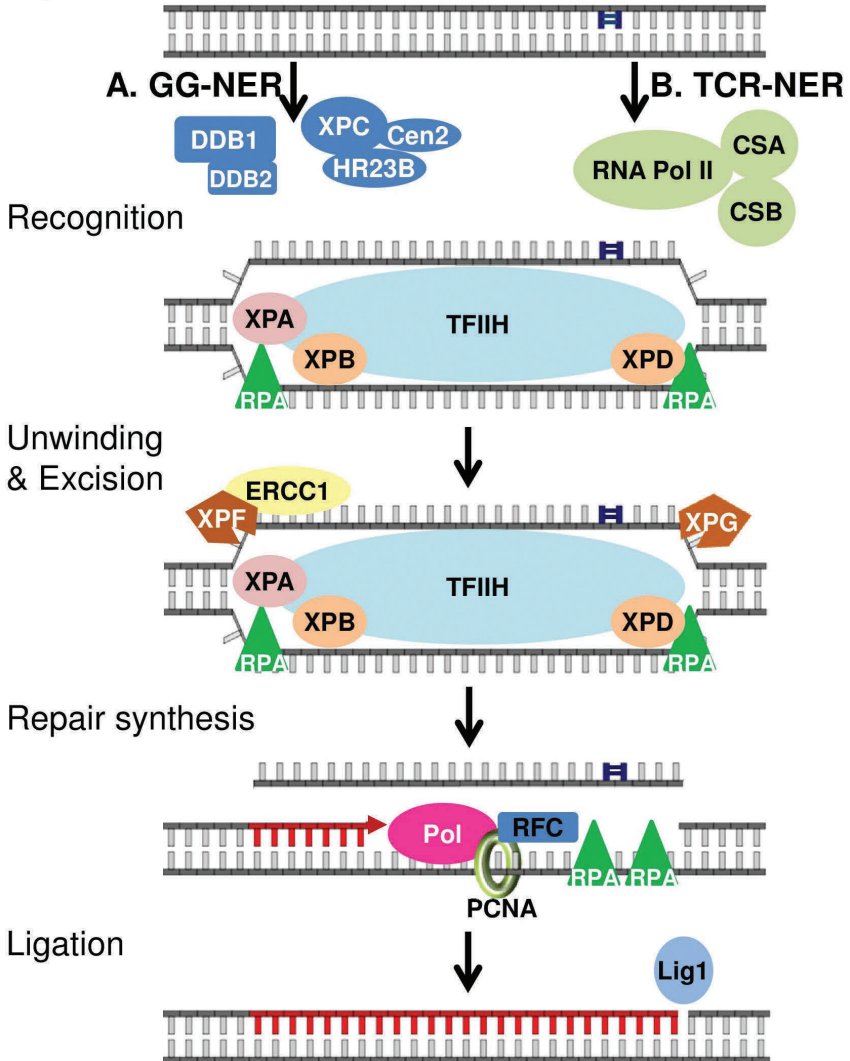 A. GG-NER
B. TCR-NER
DDB1
DDB2
XPC
Cen2
HR23B
RNA Pol II
CSA
CSB
Recognition
XPA
TFIIH
XPB
XPD
RPA
RPA
Unwinding
& Excision
ERCC1
XPF
XPG
XPA
TFIIH
XPB
XPD
RPA
RPA
Repair synthesis
Pol
RFC
RPA
RPA
PCNA
Ligation
Lig1